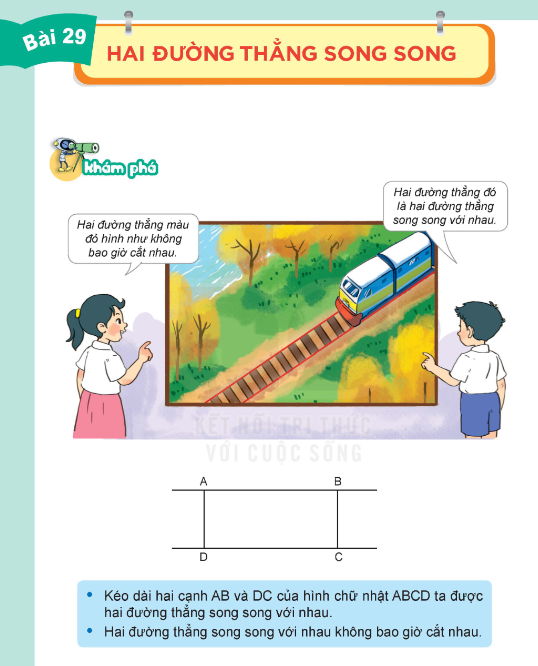 Bài 29
HAI ĐƯỜNG THẲNG SONG SONG
khám phá
Hai đường thẳng màu
đỏ hình như không
bao giờ cắt nhau.
Hai đường thẳng đó
là hai đường thẳng
song song với nhau.
KẾT NỐI TRI THỨC
VỚI CUỘC SỐNG
A
B
D
C
• Kéo dài hai cạnh AB và DC của hình chữ nhật ABCD ta được
hai đường thẳng song song với nhau.
• Hai đường thẳng song song với nhau không bao giờ cắt nhau.